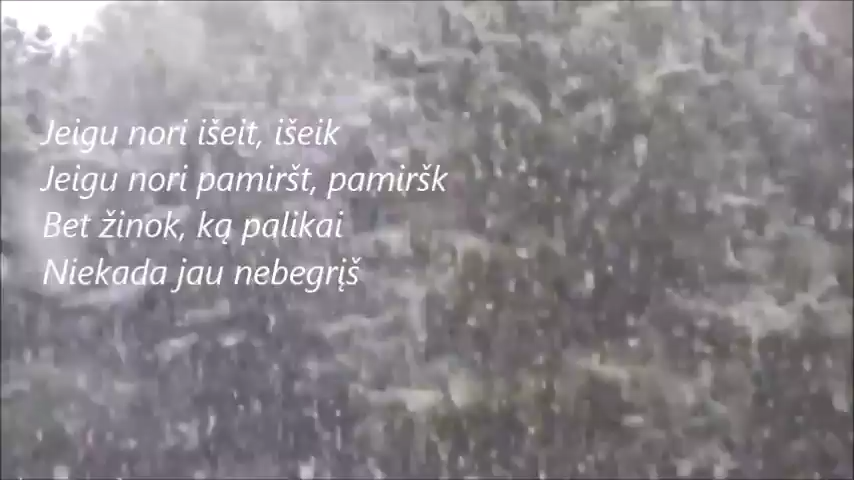 Jeigu nori išeit, išeik
Jeigu nori pamiršt, pamiršk
Bet žinok, ką palikai
Niekada jau nebegrįš